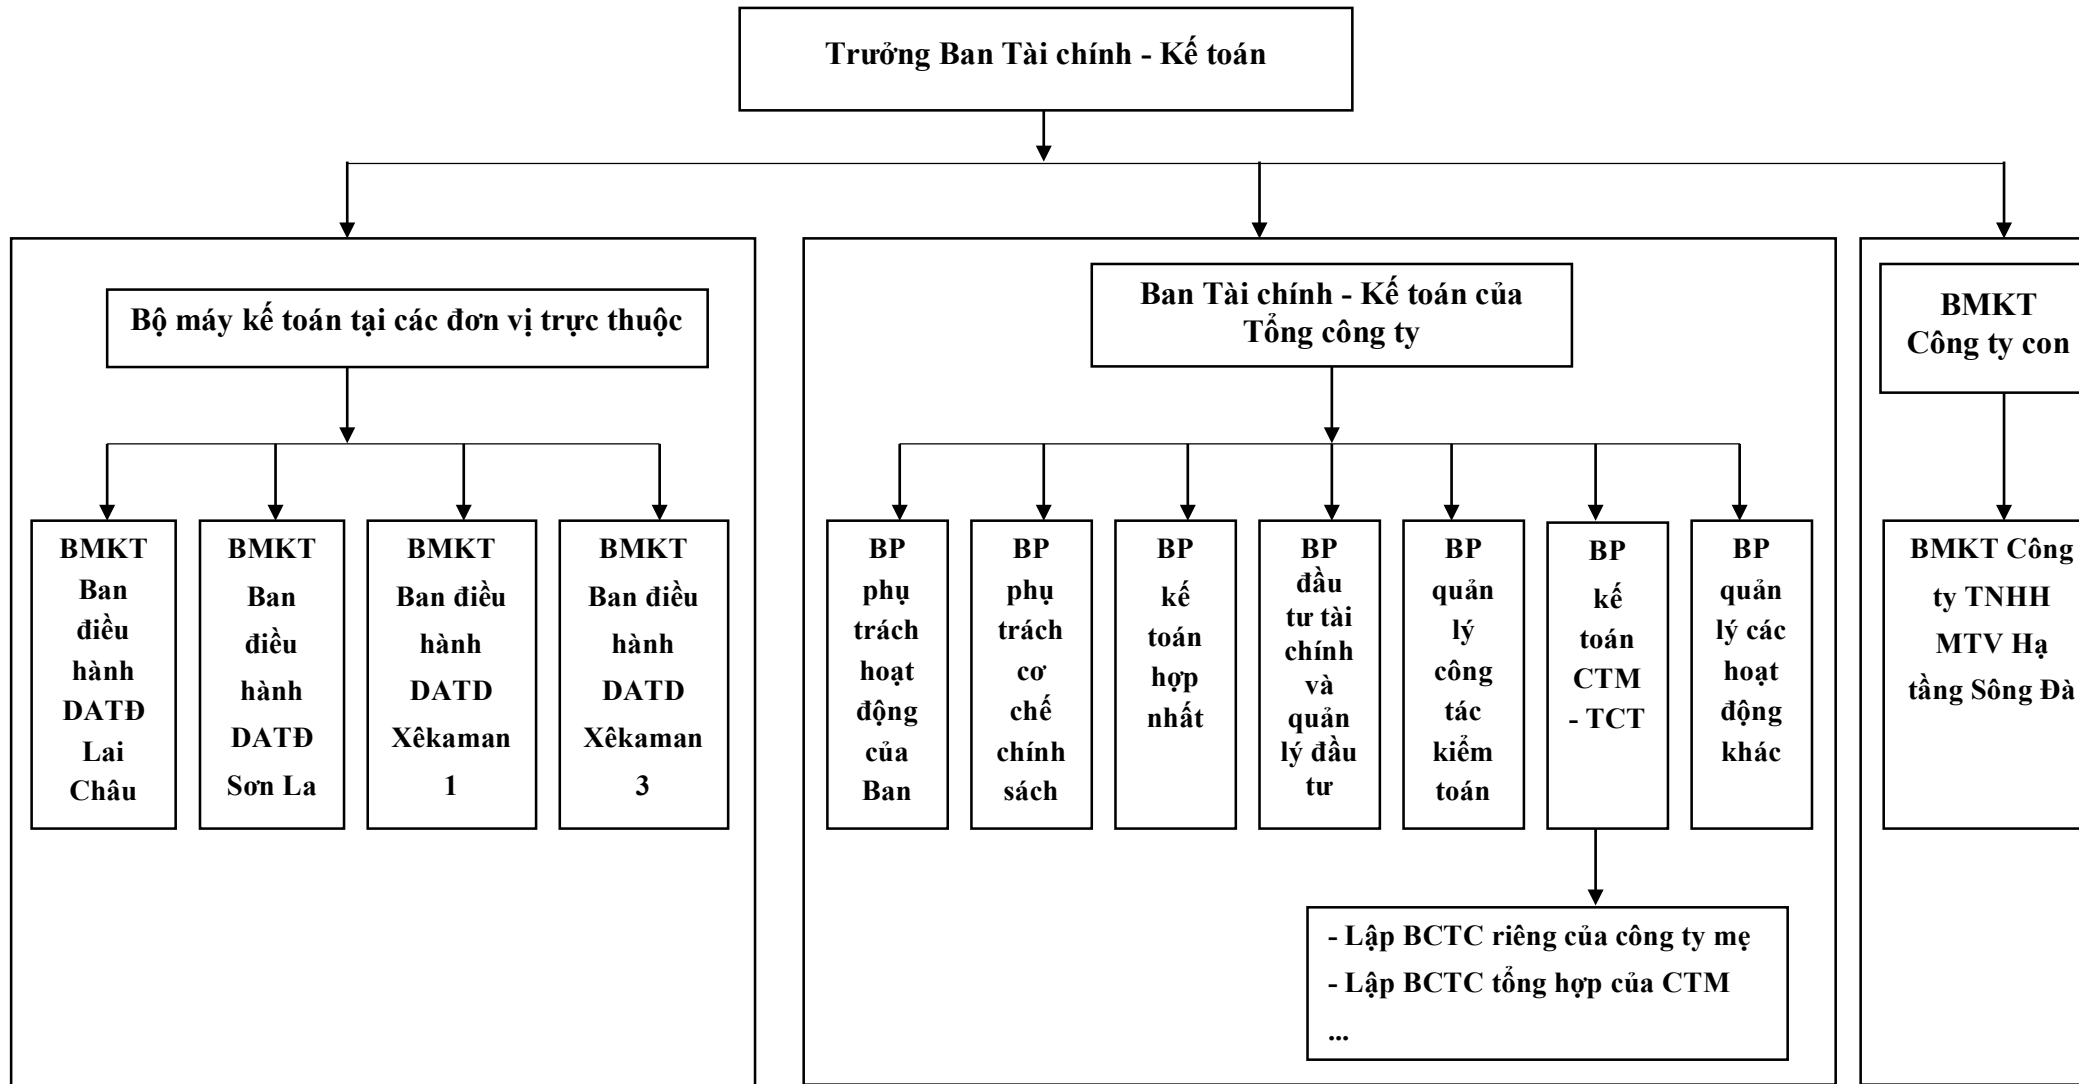 Trưởng Ban Tài chính - Kế toán
Bộ máy kế toán tại các đơn vị trực thuộc
Ban Tài chính - Kế toán của
Tổng công ty
BMKT
Công ty con
BMKT
Ban
điều
hành
DATĐ
Lai
Châu
BMKT
Ban
điều
hành
DATĐ
Sơn La
BMKT
Ban điều
hành
DATD
Xêkaman
1
BMKT
Ban điều
hành
DATD
Xêkaman
3
BP
phụ
trách
hoạt
động
của
Ban
BP
phụ
trách
cơ
chế
chính
sách
BP
kế
toán
hợp
nhất
BP
đầu
tư tài
chính
và
quản
lý đầu
tư
BP
quản
lý
công
tác
kiểm
toán
BP
kế
toán
CTM
- TCT
BP
quản
lý các
hoạt
động
khác
BMKT Công
ty TNHH
MTV Hạ
tầng Sông Đà
- Lập BCTC riêng của công ty mẹ
- Lập BCTC tổng hợp của CTM
...